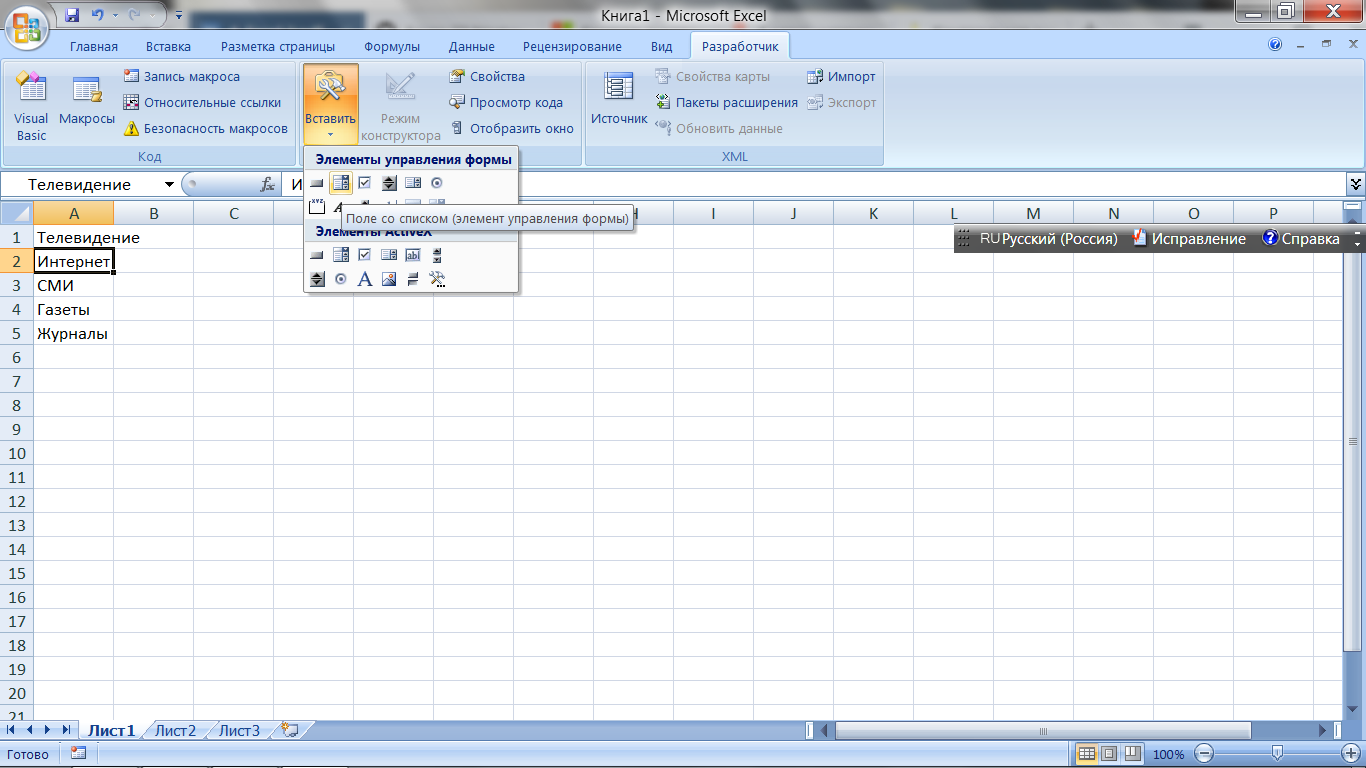 Книга1 - Microsoft Excel
Главная Вставка Разметка страницы Формулы Данные Рецензирование Вид Разработчик
Visual Basic
Макросы
Запись макроса
Относительные ссылки
Безопасность макросов
Код
Вставить
Режим конструктора
Свойства
Просмотр кода
Отобразить окно
Источник
Свойства карты
Пакеты расширения
Обновить данные
Импорт
Экспорт
XML
Элементы управления формы
Поле со списком (элемент управления формы)
Элементы ActiveX
Телевидение
fx
И
A B C H I J K L M N O P
RU Русский (Россия) Исправление Справка
1 Телевидение
2 Интернет
3 СМИ
4 Газеты
5 Журналы
6
7
8
9
10
11
12
13
14
15
16
17
18
19
20
21
Лист1 Лист2 Лист3
Готово
100%